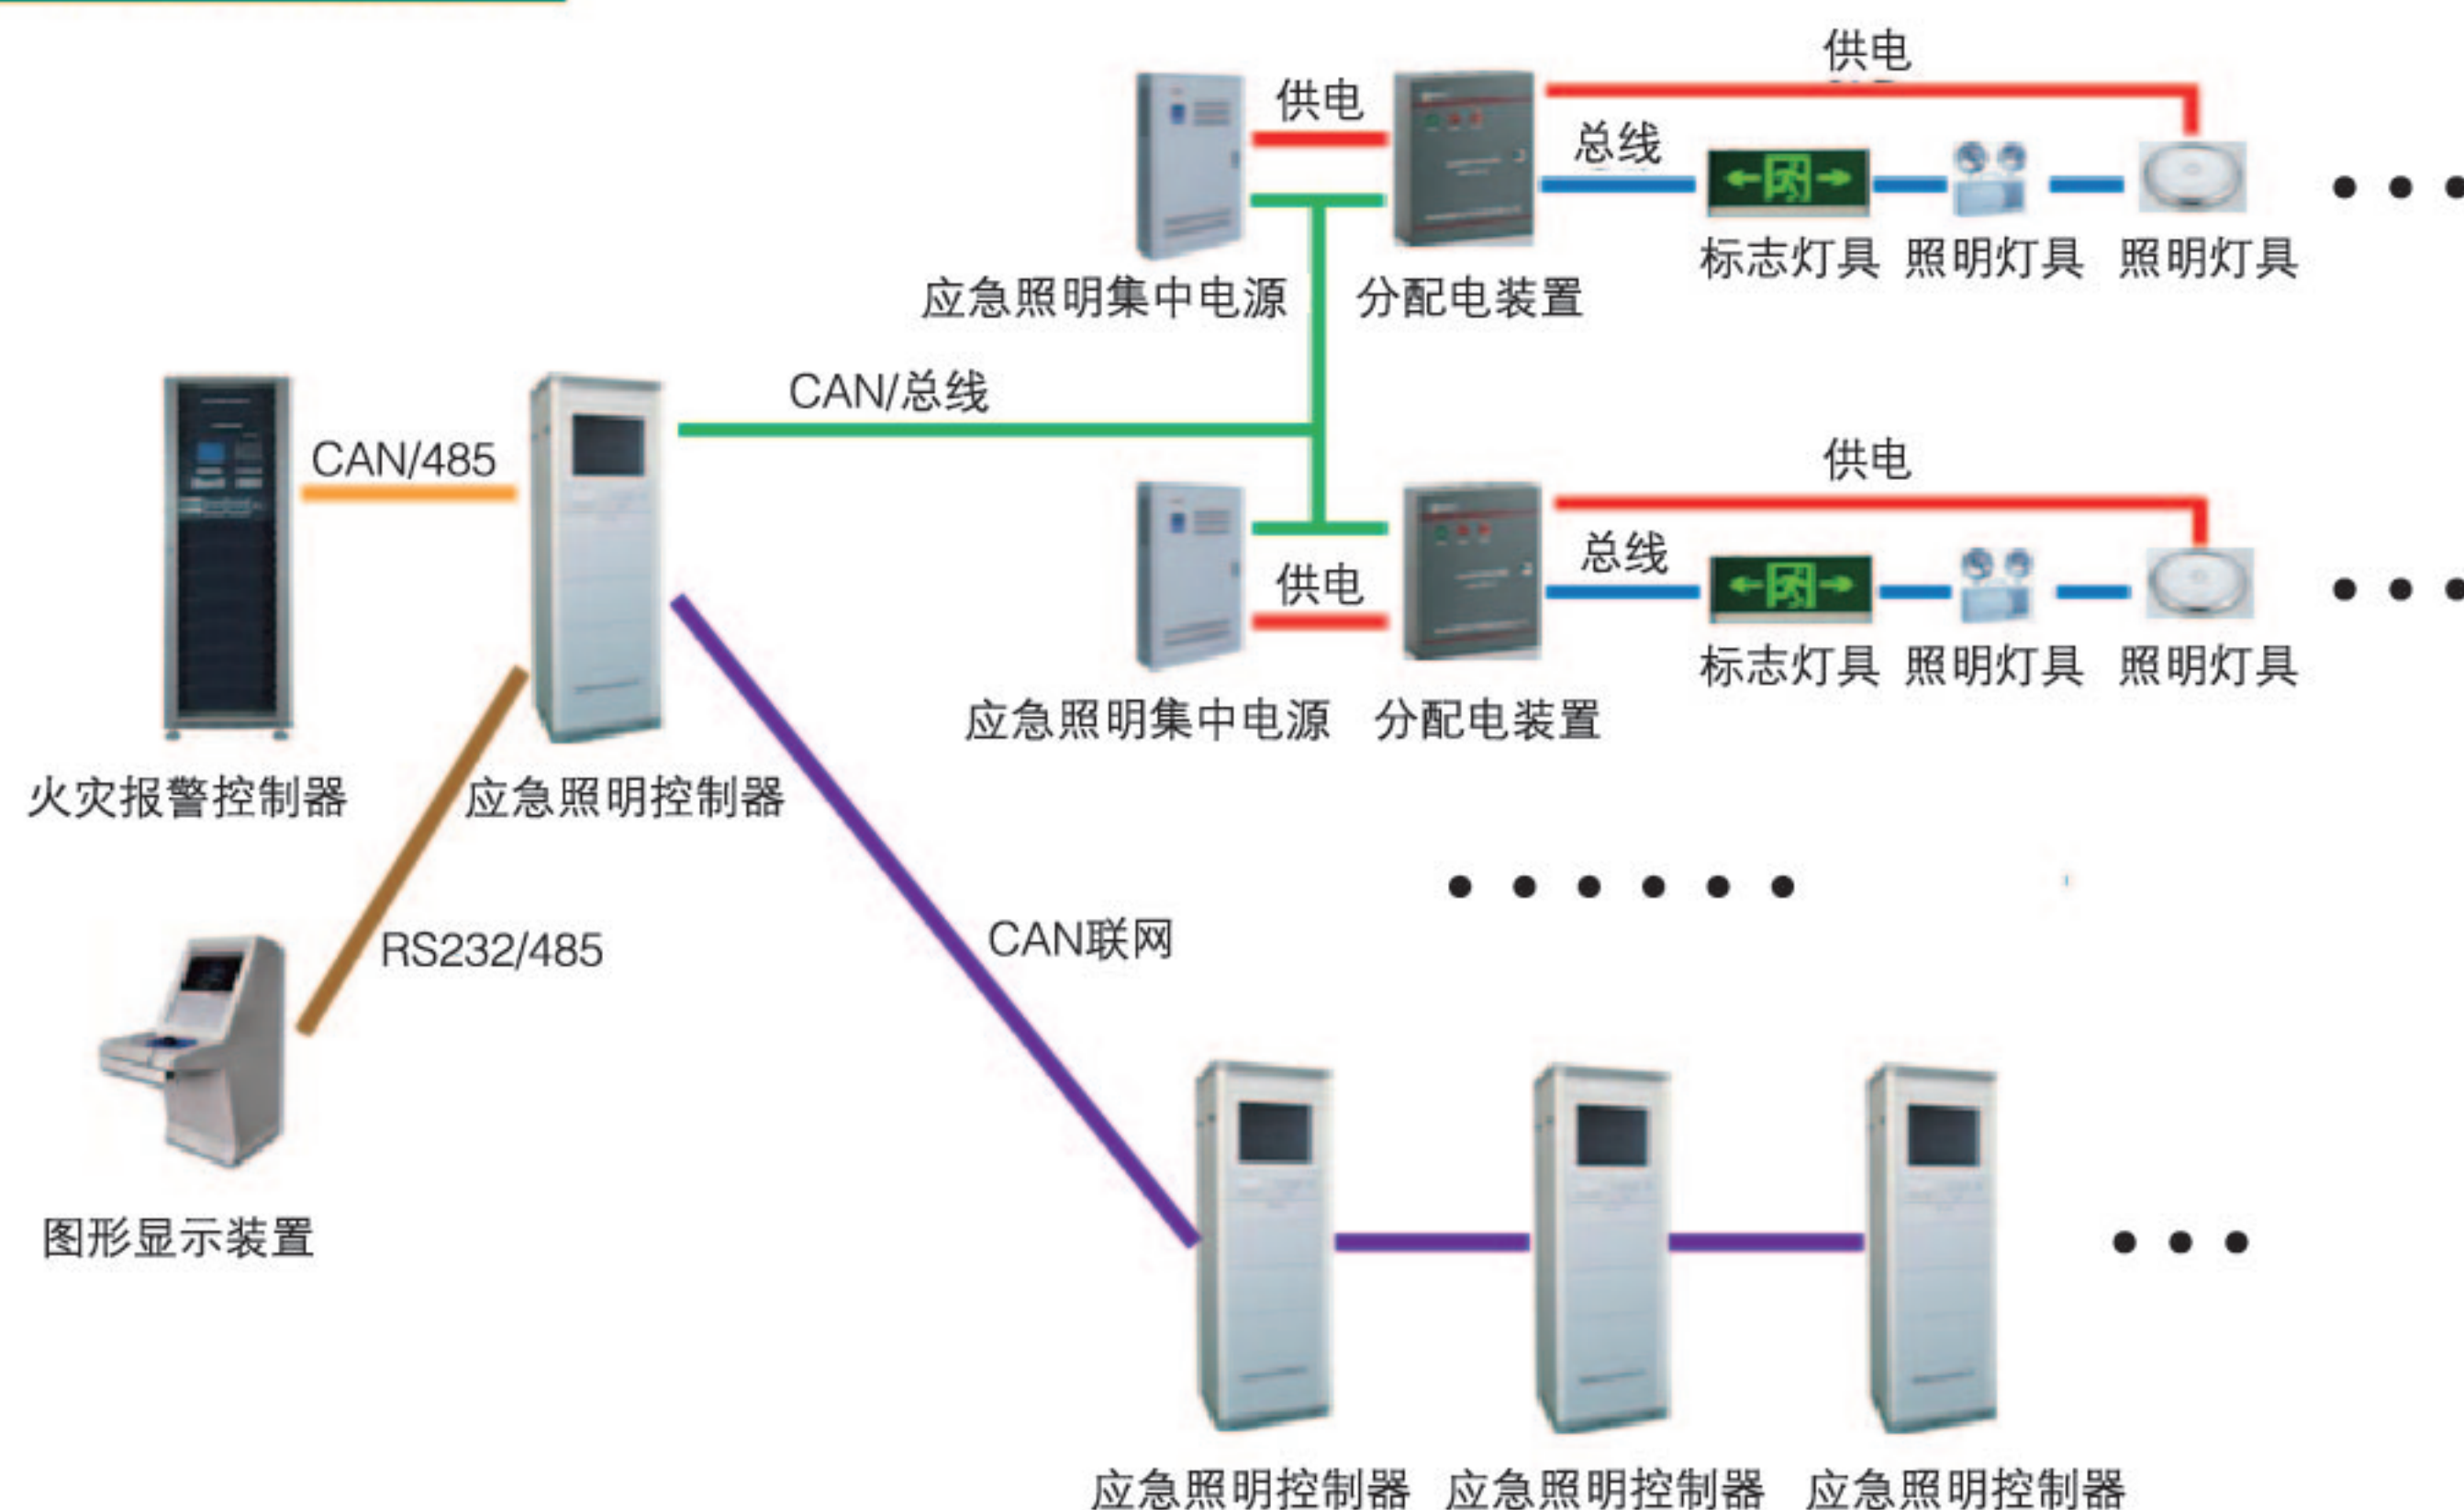 供电
供电
总线
标志灯具 照明灯具 照明灯具
应急照明集中电源 分配电装置
CAN/总线
CAN/485
供电
总线
供电
标志灯具 照明灯具 照明灯具
应急照明集中电源 分配电装置
火灾报警控制器 应急照明控制器
RS232/485
CAN联网
图形显示装置
应急照明控制器 应急照明控制器 应急照明控制器